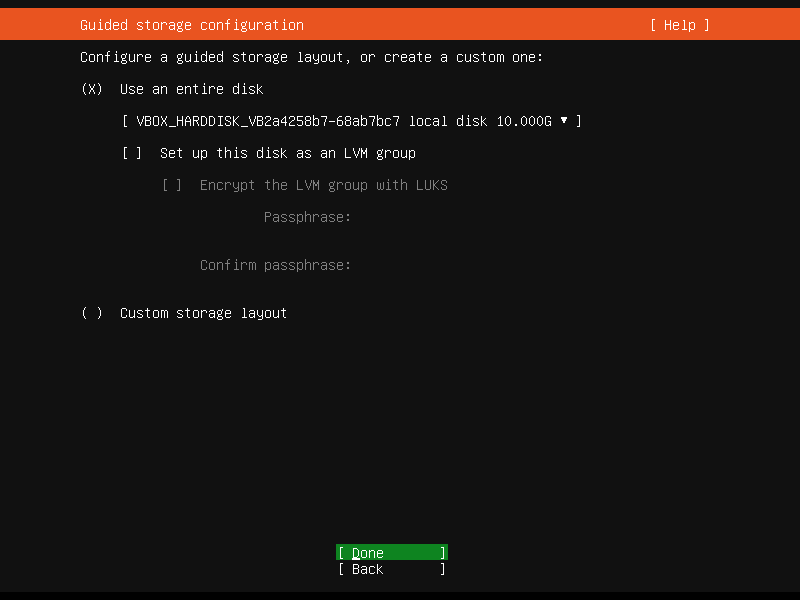 Guided storage configuration [ Help ]
Configure a guided storage layout, or create a custom one:
(X) Use an entire disk
[ VBOX_HARDDISK_VB2a4258b7-68ab7bc7 local disk 10.000G ▾ ]
[ ] Set up this disk as an LVM group
[ ] Encrypt the LVM group with LUKS
Passphrase:
Confirm passphrase:
( ) Custom storage layout
[ Done ]
[ Back ]